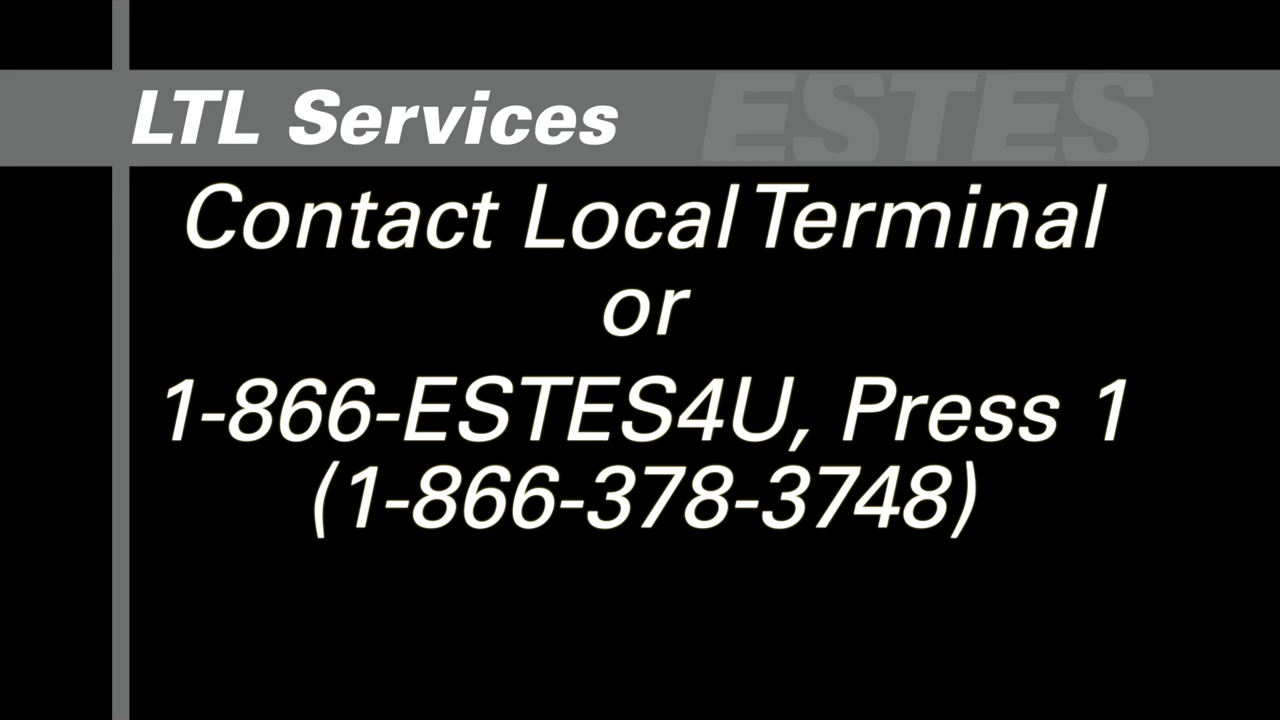 LTL Services ESTES
Contact Local Terminal
or
1-866-ESTES4U, Press 1
(1-866-378-3748)